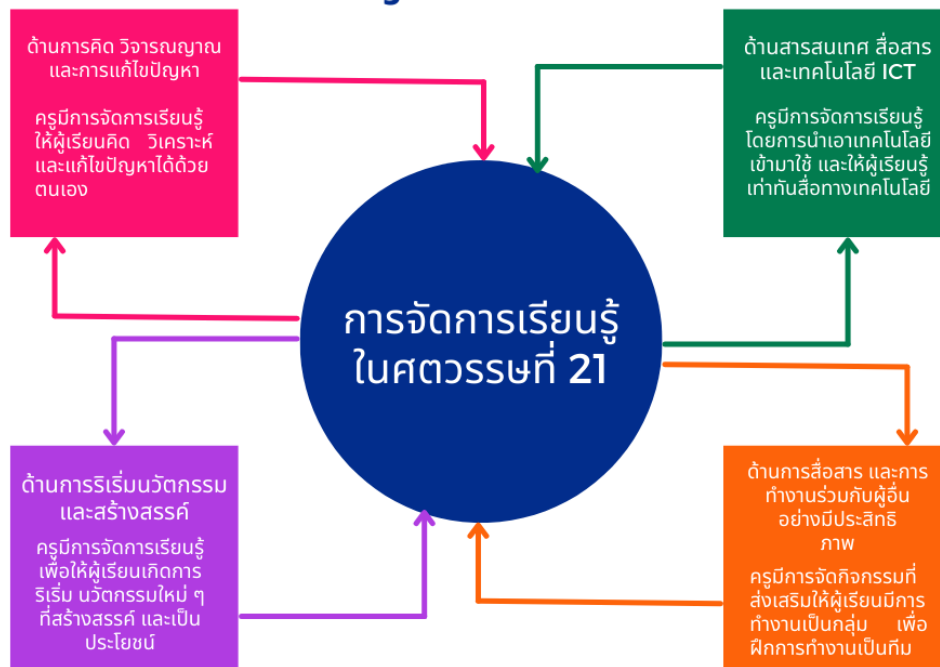 ด้านการคิด วิจารณญาณ
และการแก้ไขปัญหา
ครูมีการจัดการเรียนรู้
ให้ผู้เรียนคิด วิเคราะห์
และแก้ไขปัญหาได้ด้วย
ตนเอง
ด้านสารสนเทศ สื่อสาร
และเทคโนโลยี ICT
ครูมีการจัดการเรียนรู้
โดยการนำเอาเทคโนโลยี
เข้ามาใช้ และให้ผู้เรียนรู้
เท่าทันสื่อทางเทคโนโลยี
การจัดการเรียนรู้
ในศตวรรษที่ 21
ด้านการริเริ่มนวัตกรรม
และสร้างสรรค์
ครูมีการจัดการเรียนรู้
เพื่อให้ผู้เรียนเกิดการ
ริเริ่ม นวัตกรรมใหม่ ๆ
ที่สร้างสรรค์ และเป็น
ประโยชน์
ด้านการสื่อสาร และการ
ทำงานร่วมกับผู้อื่น
อย่างมีประสิทธิ
ภาพ
ครูมีการจัดกิจกรรมที่
ส่งเสริมให้ผู้เรียนมีการ
ทำงานเป็นกลุ่ม เพื่อ
ฝึกการทำงานเป็นทีม